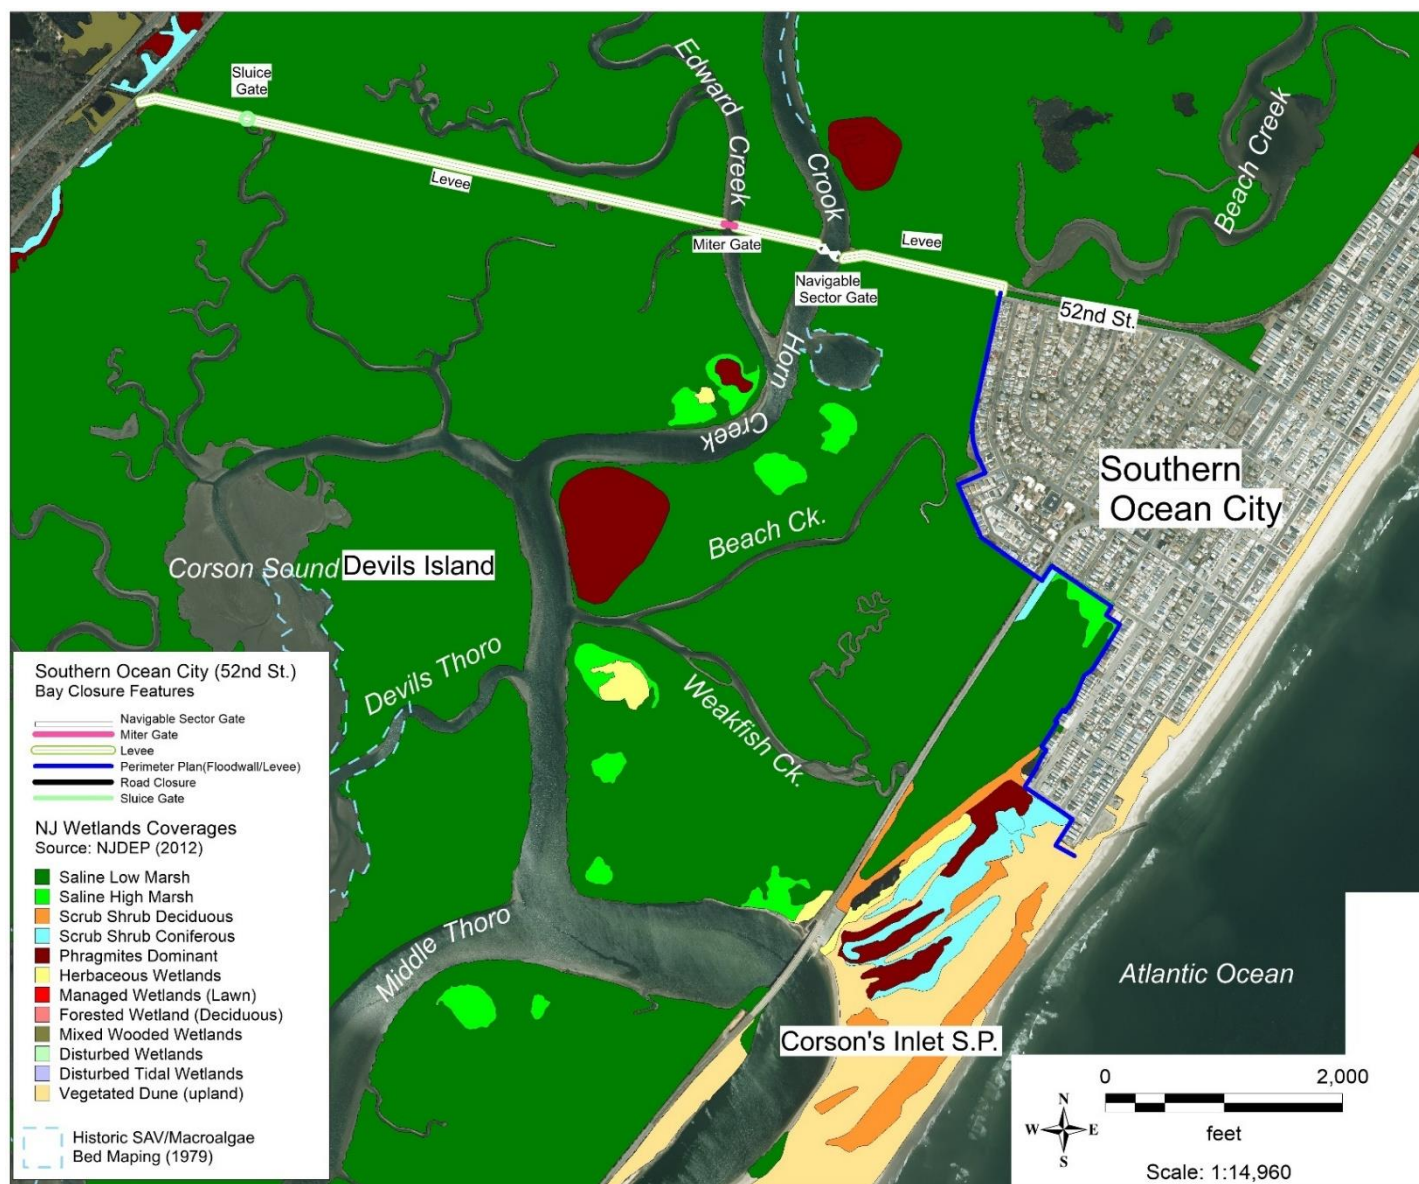 Sluice
Gate
Levee
Edward
Creek
Crook
Horn
Creek
Miter Gate
Levee
Navigable
Sector Gate
Beach Creek
52nd St.
Southern
Ocean City
Beach Ck.
Corson Sound
Devils Island
Devils Thoro
Weakfish Ck.
Middle Thoro
Corson's Inlet S.P.
Atlantic Ocean
Southern Ocean City (52nd St.)
Bay Closure Features
Navigable Sector Gate
Miter Gate
Levee
Perimeter Plan(Floodwall/Levee)
Road Closure
Sluice Gate
NJ Wetlands Coverages
Source: NJDEP (2012)
Saline Low Marsh
Saline High Marsh
Scrub Shrub Deciduous
Scrub Shrub Coniferous
Phragmites Dominant
Herbaceous Wetlands
Managed Wetlands (Lawn)
Forested Wetland (Deciduous)
Mixed Wooded Wetlands
Disturbed Wetlands
Disturbed Tidal Wetlands
Vegetated Dune (upland)
Historic SAV/Macroalgae
Bed Maping (1979)
N
W E
S
0 2,000
feet
Scale: 1:14,960